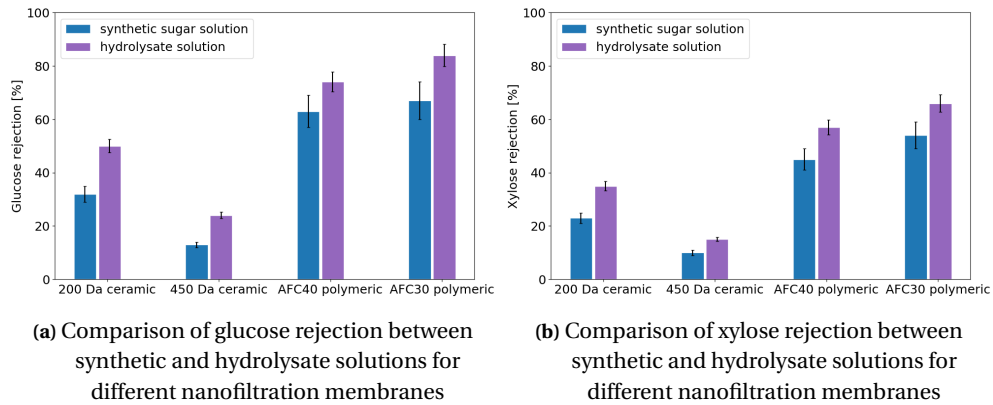 100
80
60
40
20
0
Glucose rejection [%]
synthetic sugar solution
hydrolysate solution
200 Da ceramic 450 Da ceramic AFC40 polymeric AFC30 polymeric
(a) Comparison of glucose rejection between
synthetic and hydrolysate solutions for
different nanofiltration membranes
100
80
60
40
20
0
Xylose rejection [%]
synthetic sugar solution
hydrolysate solution
200 Da ceramic 450 Da ceramic AFC40 polymeric AFC30 polymeric
(b) Comparison of xylose rejection between
synthetic and hydrolysate solutions for
different nanofiltration membranes